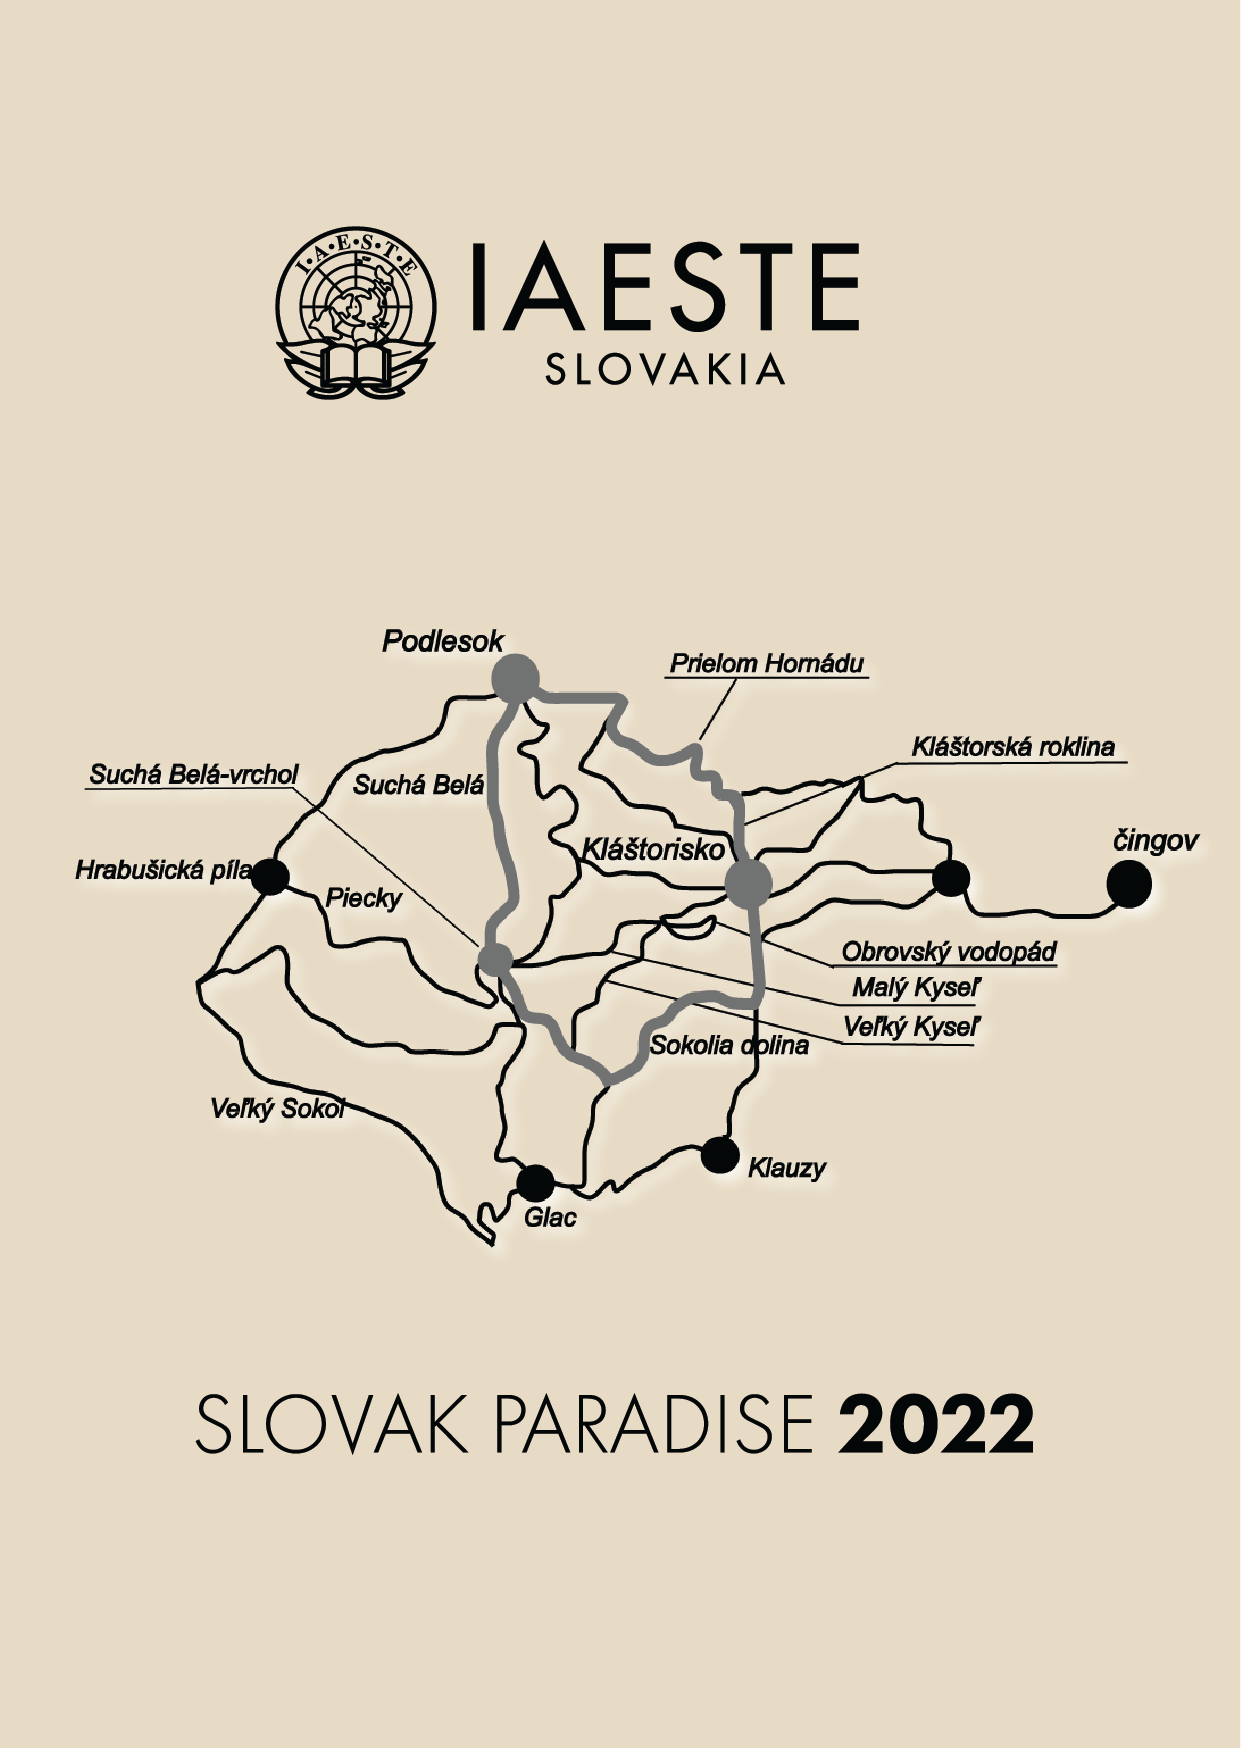 I·A·E·S·T·E
IAESTE
SLOVAKIA
Podlesok
Prielom Hornádu
Kláštorská roklina
Suchá Belá-vrchol
Suchá Belá
Kláštorisko
čingov
Hrabušická píla
Piecky
Obrovský vodopád
Malý Kyseľ
Veľký Kyseľ
Sokolia dolina
Veľký Sokol
Klauzy
Glac
SLOVAK PARADISE 2022